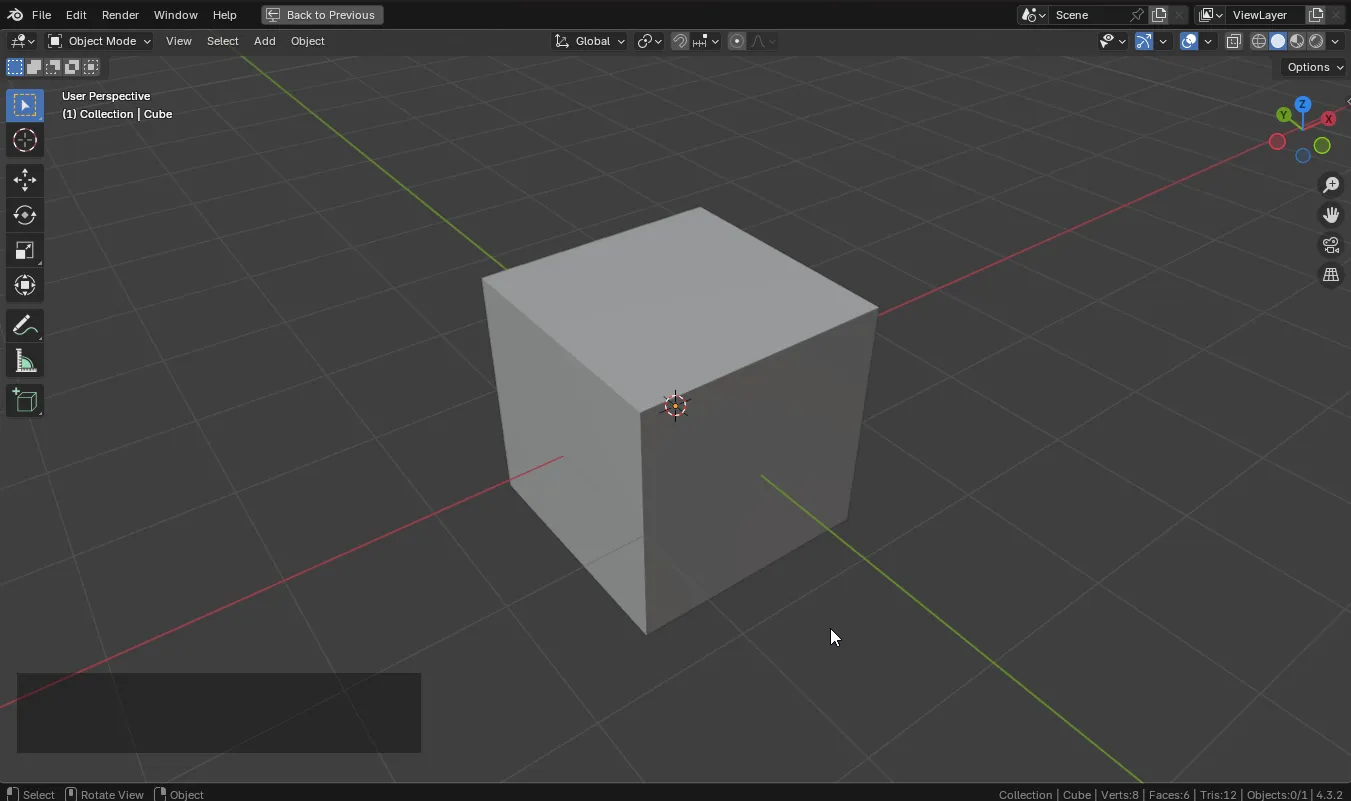 File Edit Render Window Help Back to Previous Scene ViewLayer
Object Mode View Select Add Object Global
Options
User Perspective
(1) Collection | Cube
Z
Y X
Select Rotate View Object Collection | Cube | Verts:8 | Faces:6 | Tris:12 | Objects:0/1 | 4.3.2